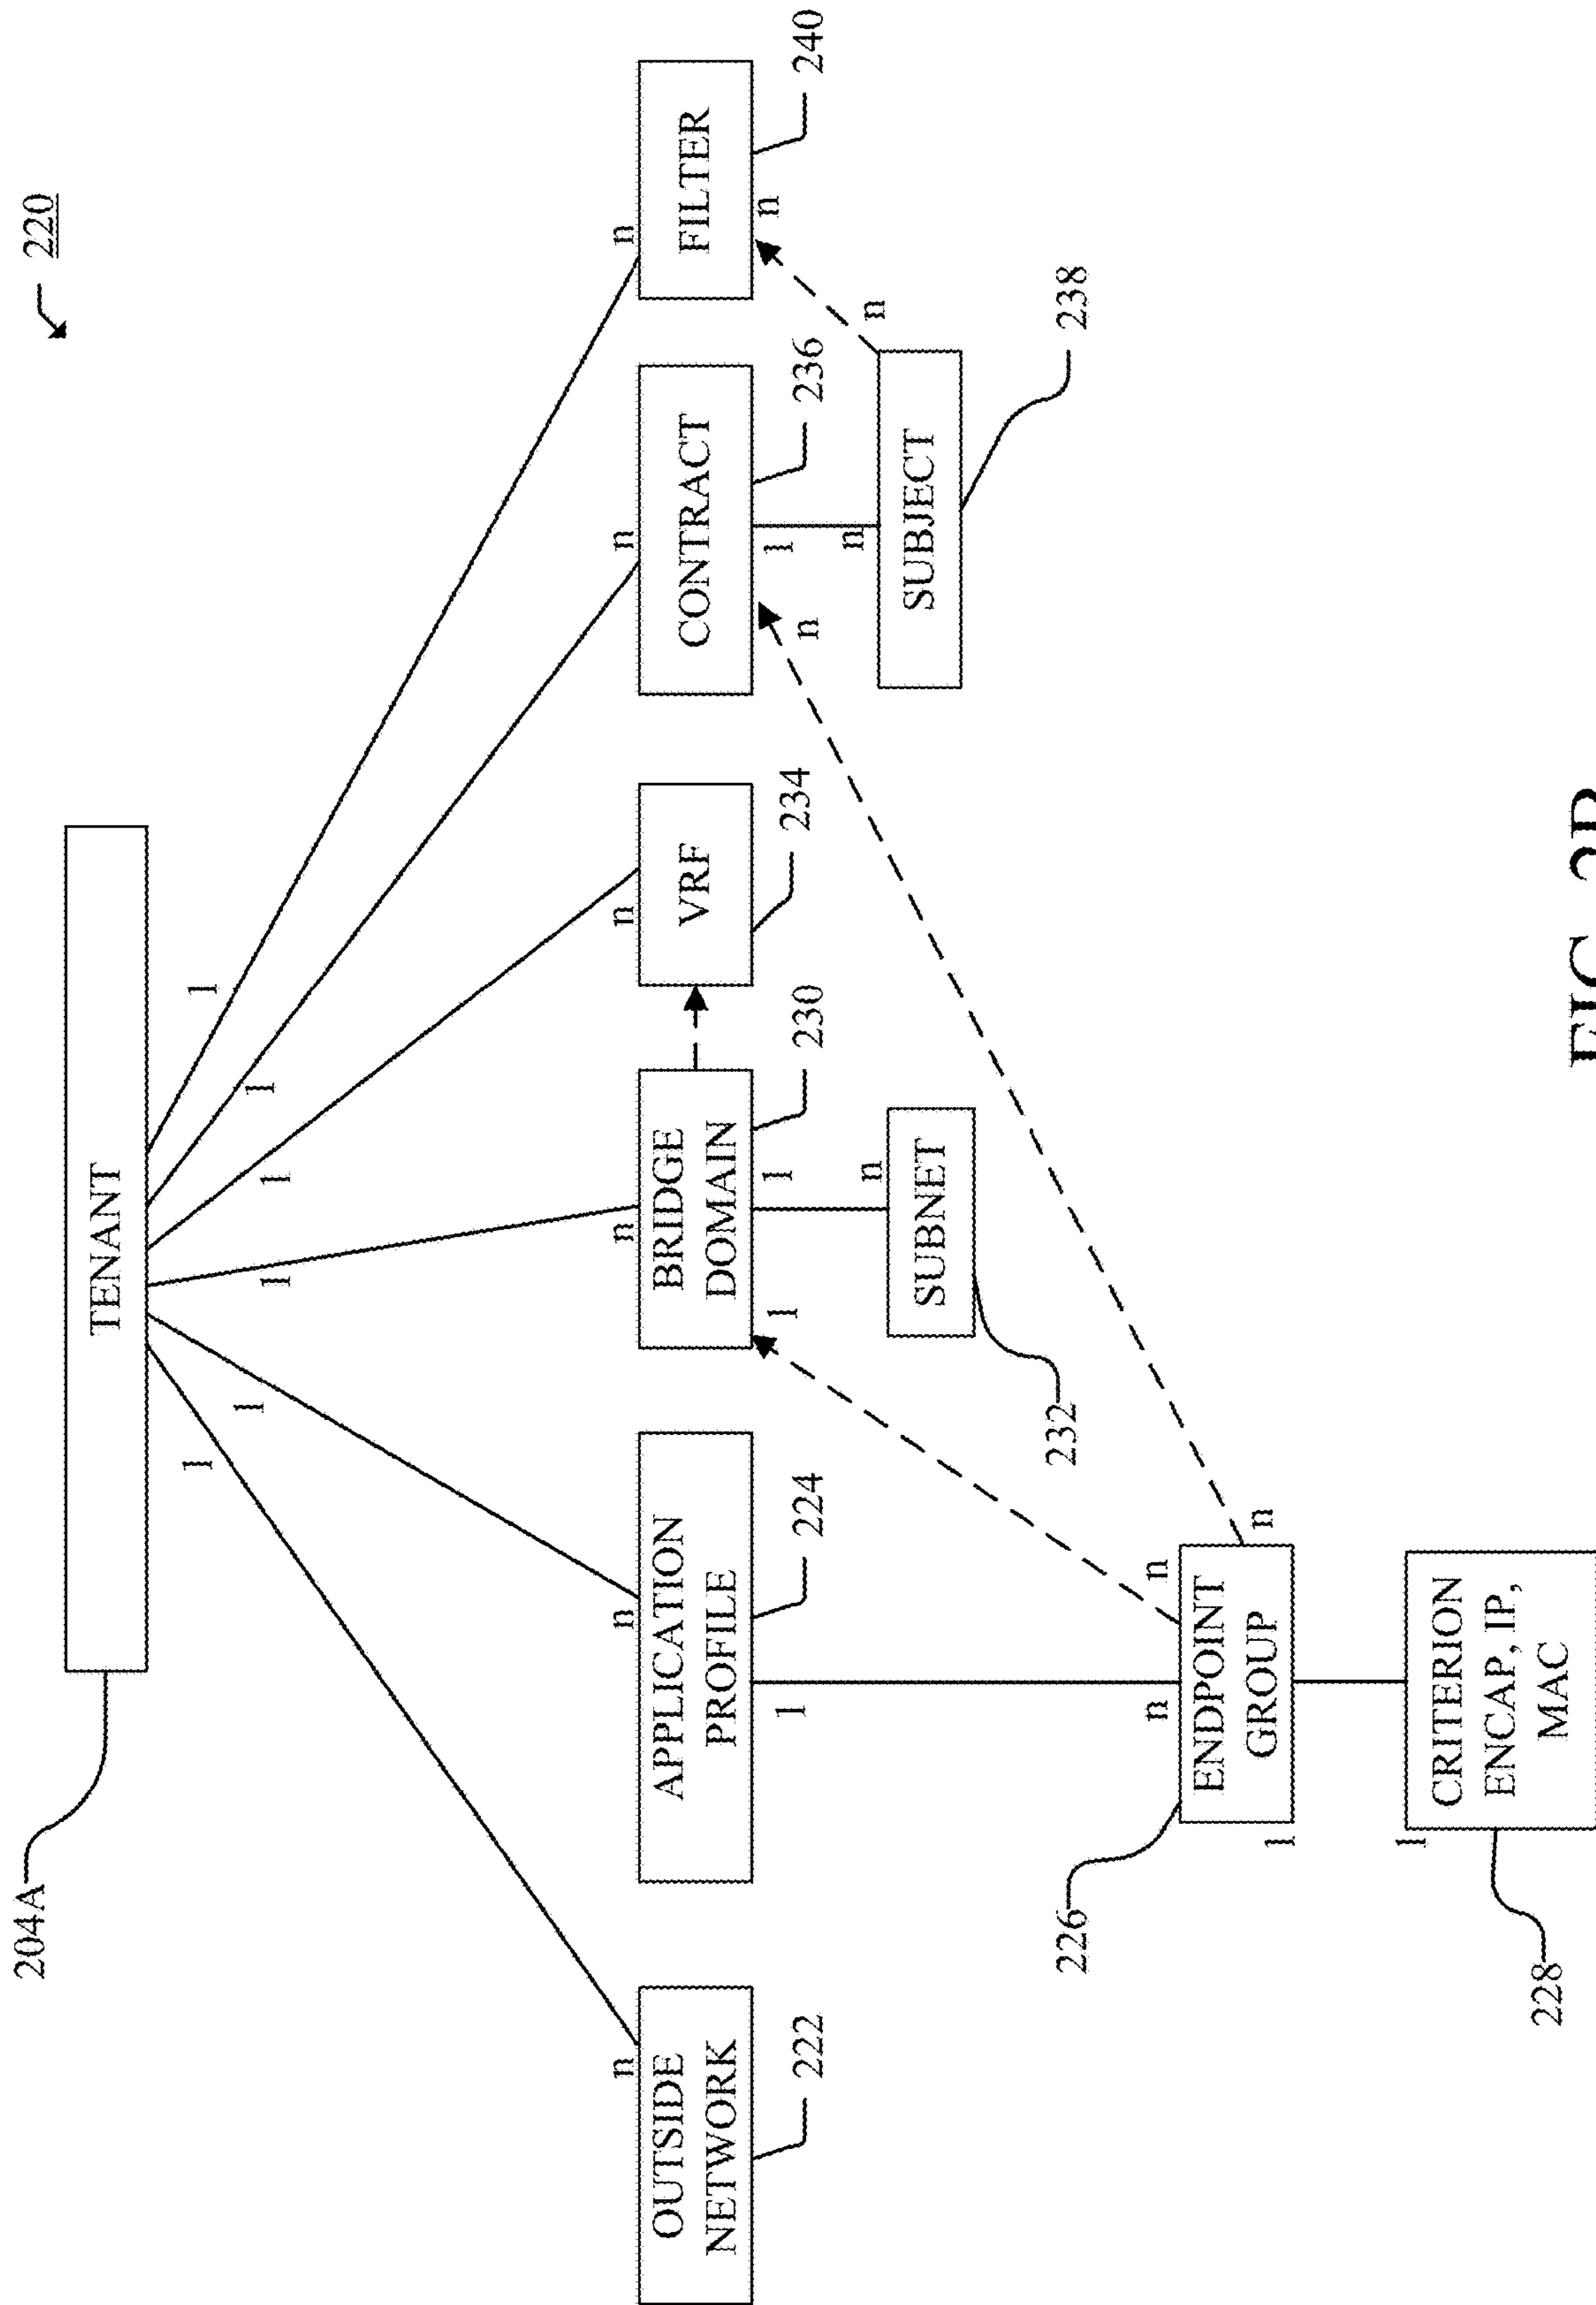 220
204A
TENANT
1
1
1
1
1
1
n
n
n
n
n
n
OUTSIDE
NETWORK
222
APPLICATION
PROFILE
224
BRIDGE
DOMAIN
230
VRF
234
CONTRACT
236
FILTER
240
1
1
1
n
1
n
n
n
n
SUBNET
232
SUBJECT
238
226
n
n
ENDPOINT
GROUP
n
1
1
CRITERION
ENCAP, IP,
MAC
228